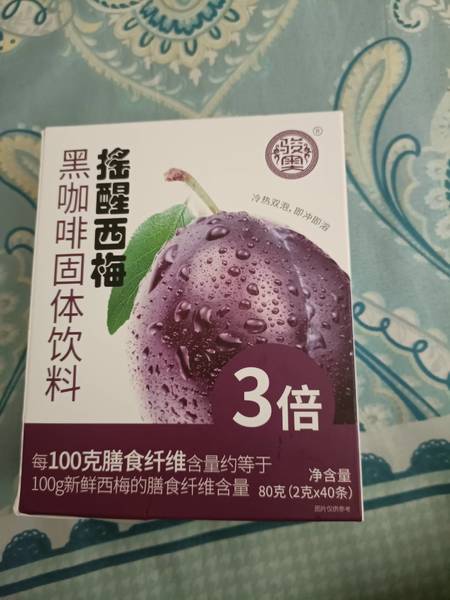 骏奥
®
冷热双泡，即冲即溶
摇醒西梅
黑咖啡固体饮料
3倍
每100克膳食纤维含量约等于
100g新鲜西梅的膳食纤维含量
净含量
80克(2克x40条)
图片仅供参考